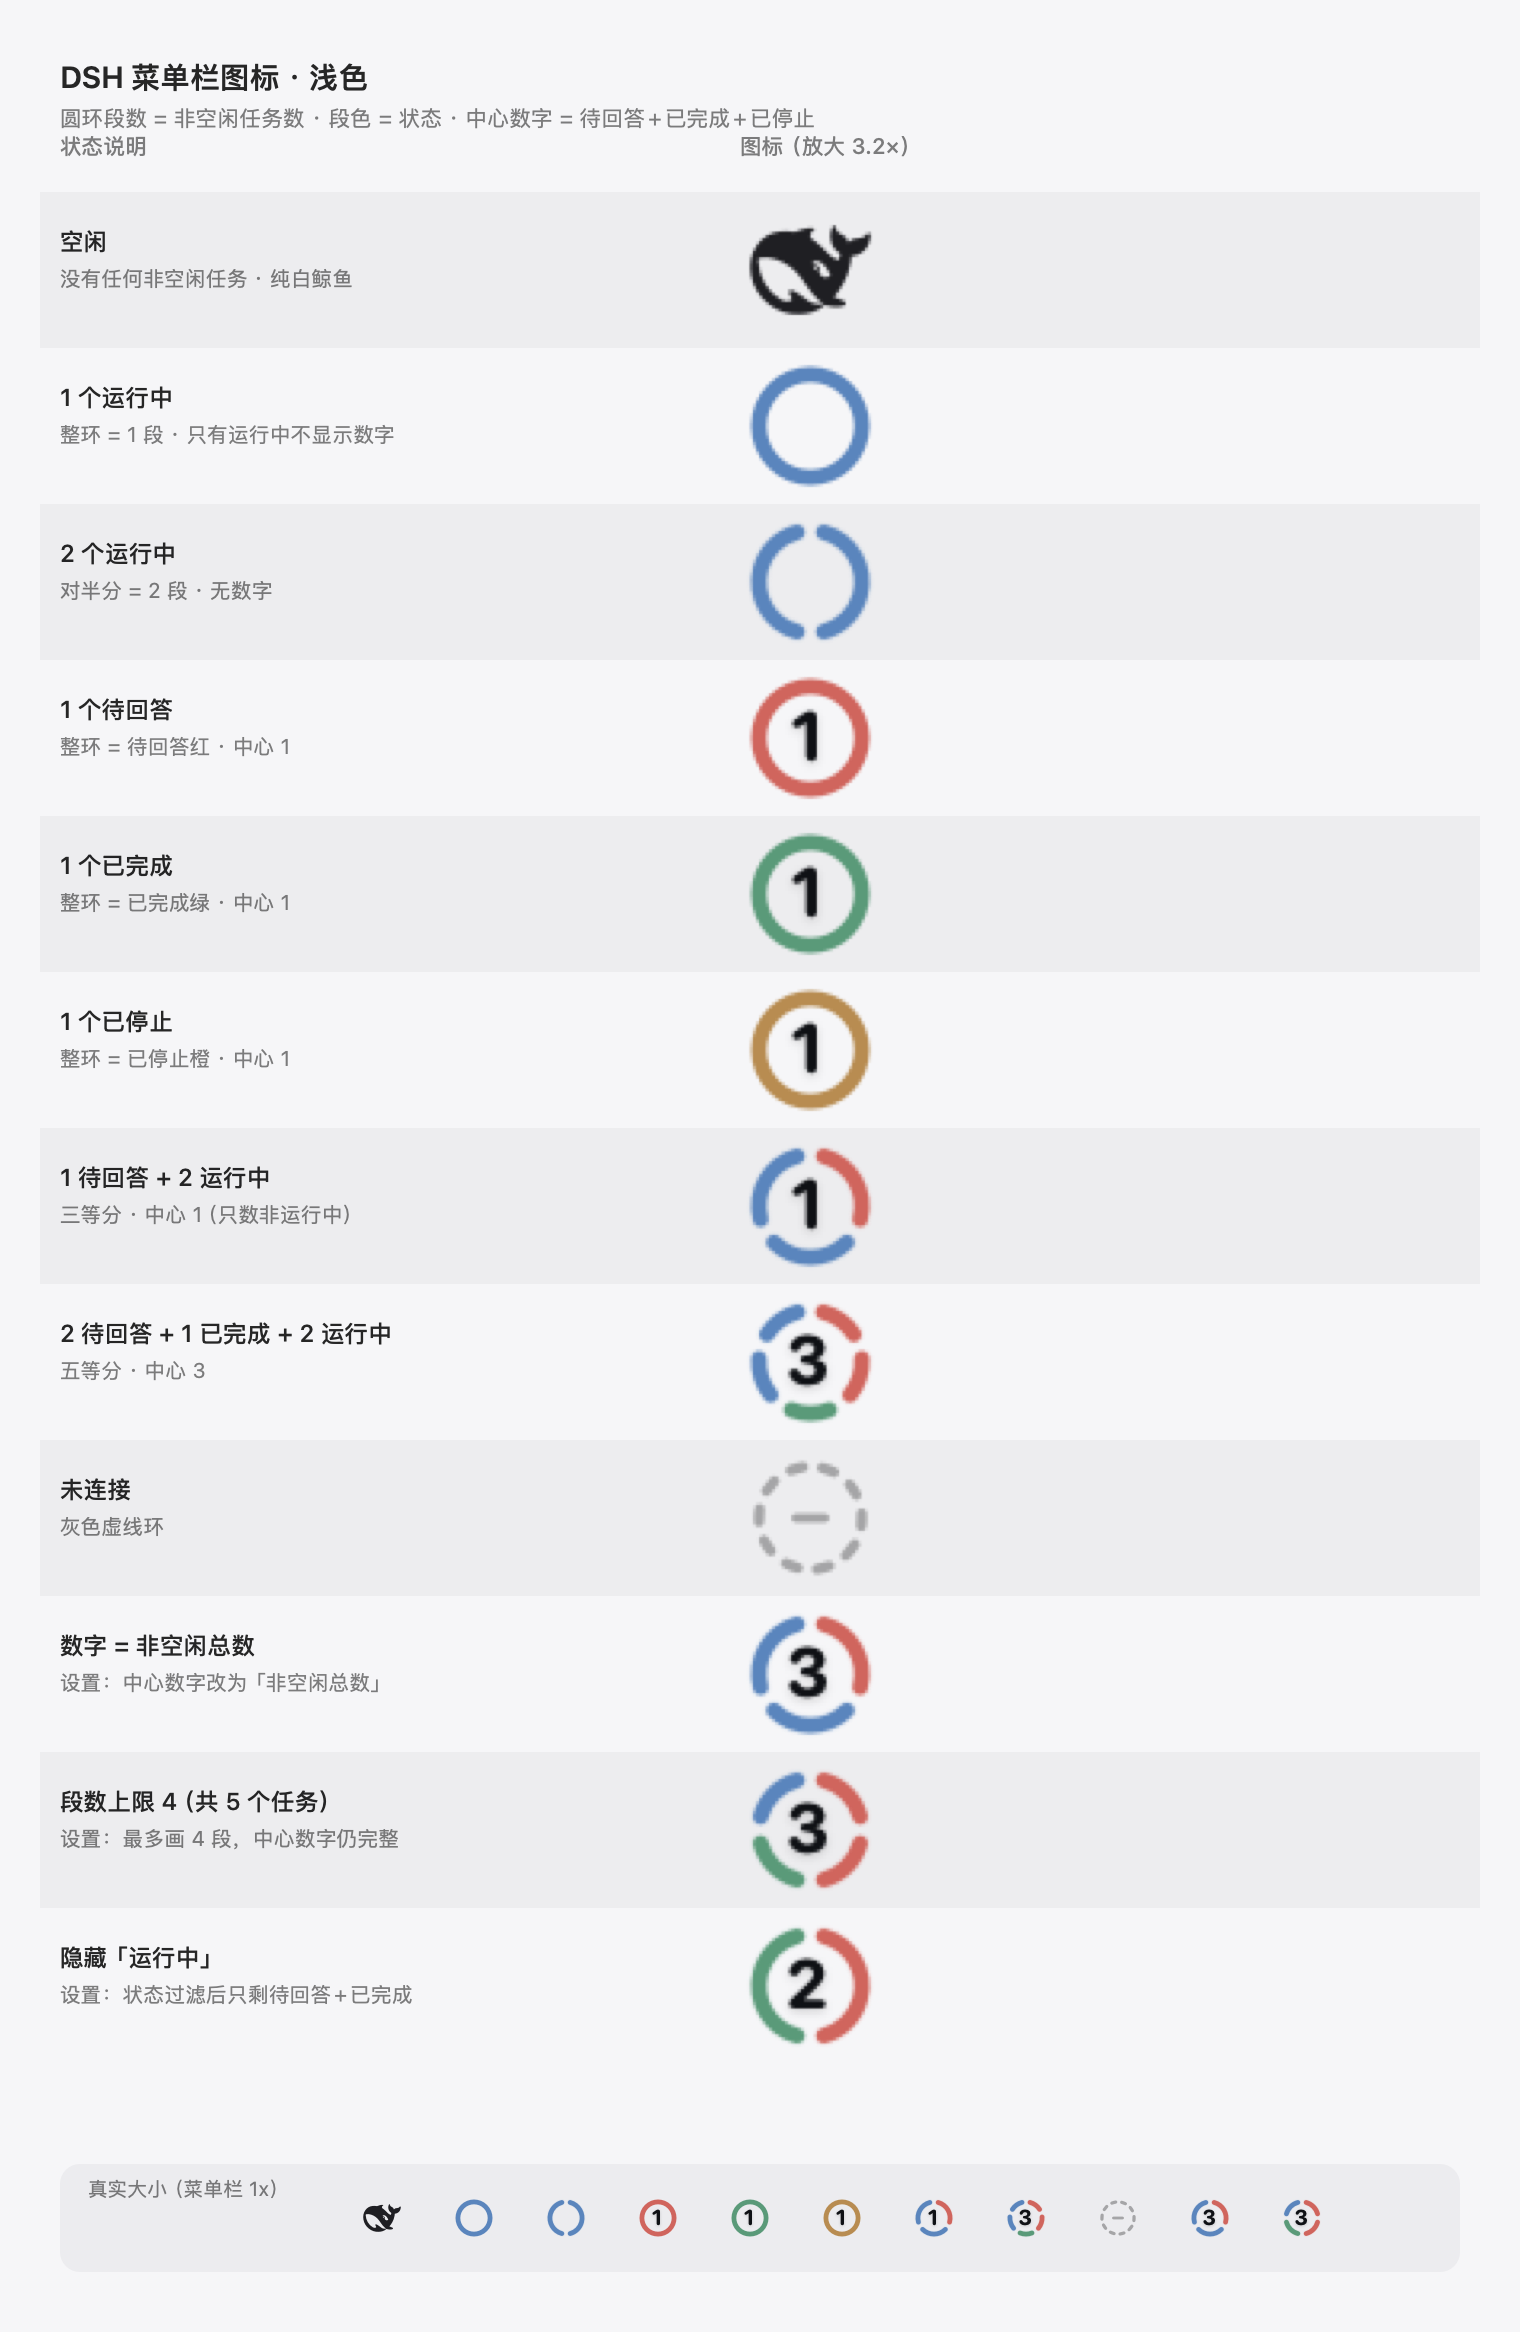 DSH 菜单栏图标 · 浅色
圆环段数 = 非空闲任务数 · 段色 = 状态 · 中心数字 = 待回答+已完成+已停止
状态说明
图标 (放大 3.2×)
空闲
没有任何非空闲任务 · 纯白鲸鱼
1 个运行中
整环 = 1 段 · 只有运行中不显示数字
2 个运行中
对半分 = 2 段 · 无数字
1 个待回答
整环 = 待回答红 · 中心 1
1
1 个已完成
整环 = 已完成绿 · 中心 1
1
1 个已停止
整环 = 已停止橙 · 中心 1
1
1 待回答 + 2 运行中
三等分 · 中心 1 (只数非运行中)
1
2 待回答 + 1 已完成 + 2 运行中
五等分 · 中心 3
3
未连接
灰色虚线环
–
数字 = 非空闲总数
设置：中心数字改为「非空闲总数」
3
段数上限 4 (共 5 个任务)
设置：最多画 4 段，中心数字仍完整
3
隐藏「运行中」
设置：状态过滤后只剩待回答+已完成
2
真实大小 (菜单栏 1x)
1 1 1 1 3 – 3 3